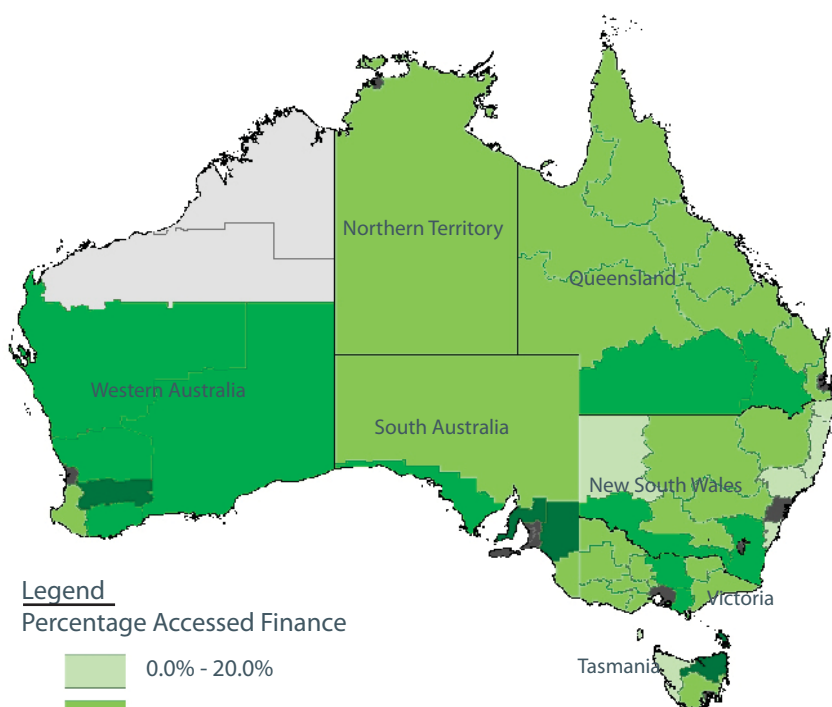 Northern Territory
Queensland
Western Australia
South Australia
New South Wales
Legend
Percentage Accessed Finance
Victoria
Tasmania
0.0% - 20.0%